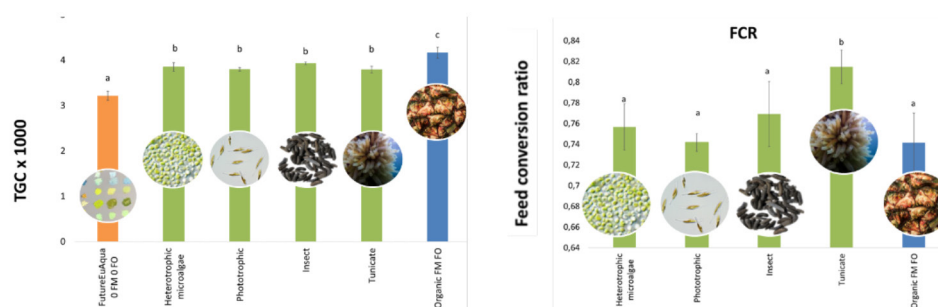 TGC x 1000
5
4
3
2
1
0
a
b
b
b
b
c
FutureEuAqua
0 FM 0 FO
Heterotrophic
microalgae
Phototrophic
Insect
Tunicate
Organic FM FO
FCR
Feed conversion ratio
0,84
0,82
0,8
0,78
0,76
0,74
0,72
0,7
0,68
0,66
0,64
a
a
a
b
a
Heterotrophic
microalgae
Phototrophic
Insect
Tunicate
Organic FM FO